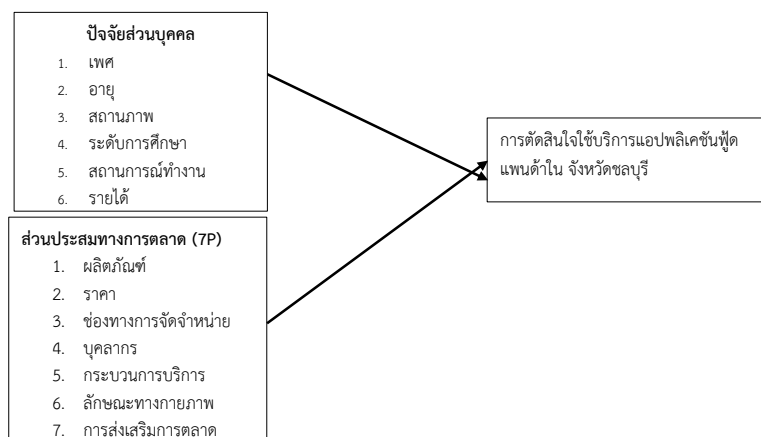 ปัจจัยส่วนบุคคล
1. เพศ
2. อายุ
3. สถานภาพ
4. ระดับการศึกษา
5. สถานการณ์ทำงาน
6. รายได้
ส่วนประสมทางการตลาด (7P)
1. ผลิตภัณฑ์
2. ราคา
3. ช่องทางการจัดจำหน่าย
4. บุคลากร
5. กระบวนการบริการ
6. ลักษณะทางกายภาพ
7. การส่งเสริมการตลาด
การตัดสินใจใช้บริการแอปพลิเคชันฟู้ด
แพนด้าใน จังหวัดชลบุรี